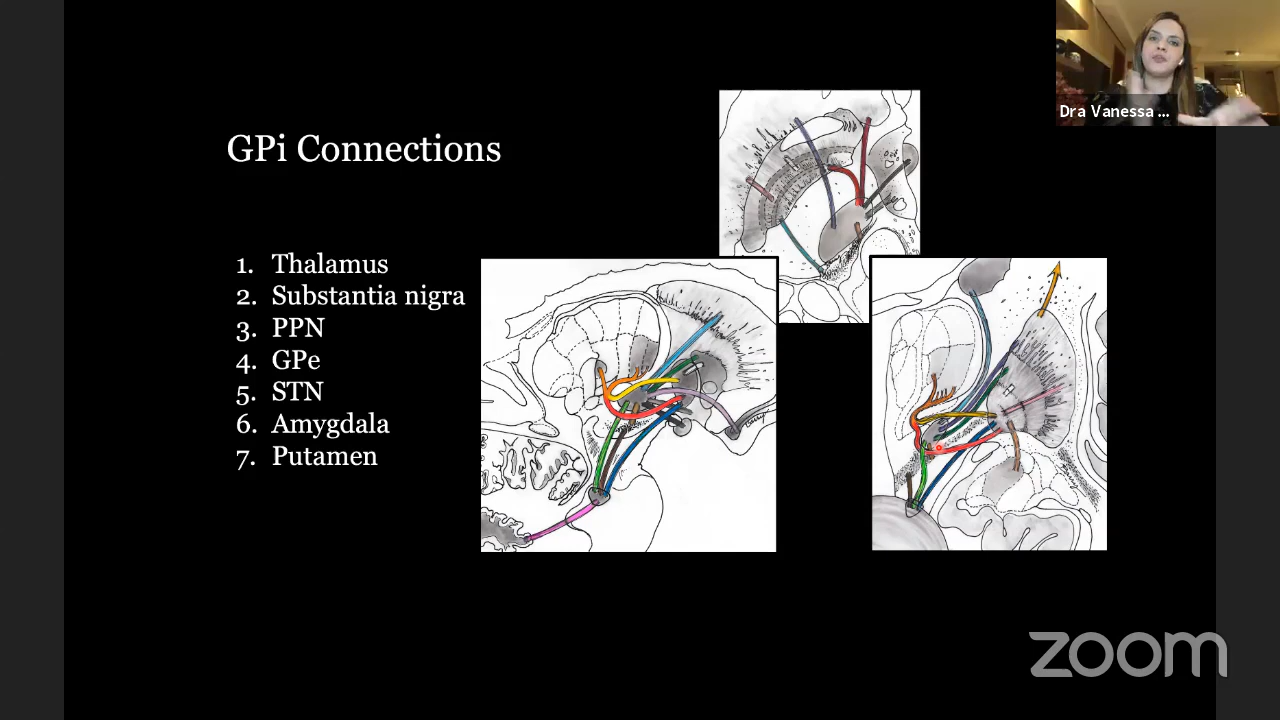 Dra Vanessa ...
GPi Connections
1. Thalamus
2. Substantia nigra
3. PPN
4. GPe
5. STN
6. Amygdala
7. Putamen
zoom